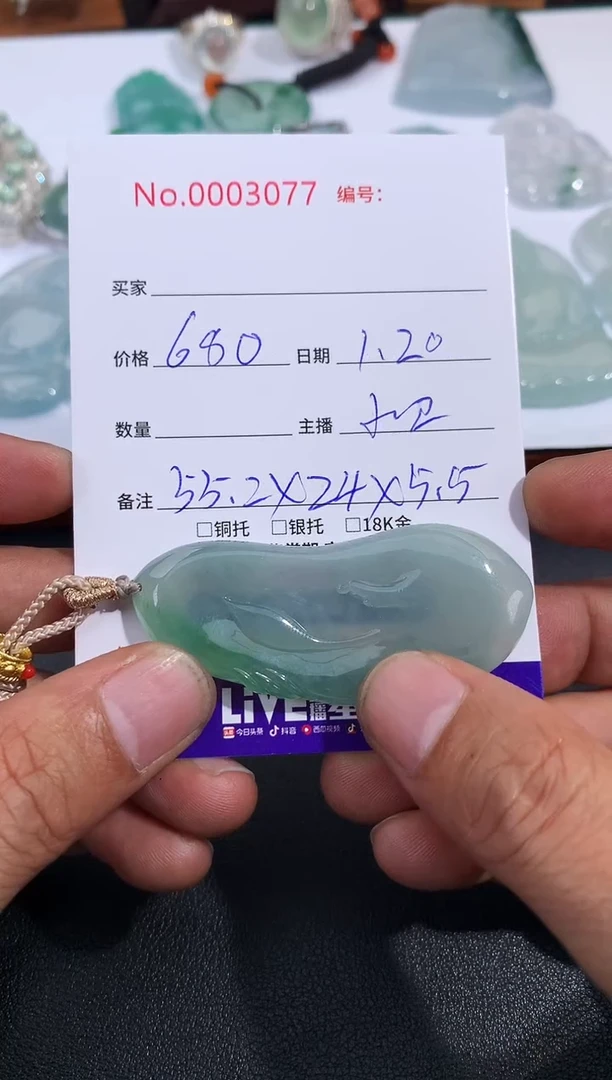 No.0003077 编号：
买家
价格 680 日期 1.20
数量 主播
备注 55.2X24X5.5
□铜托 □银托 □18K金
LiVE
今日头条 抖音 西瓜视频